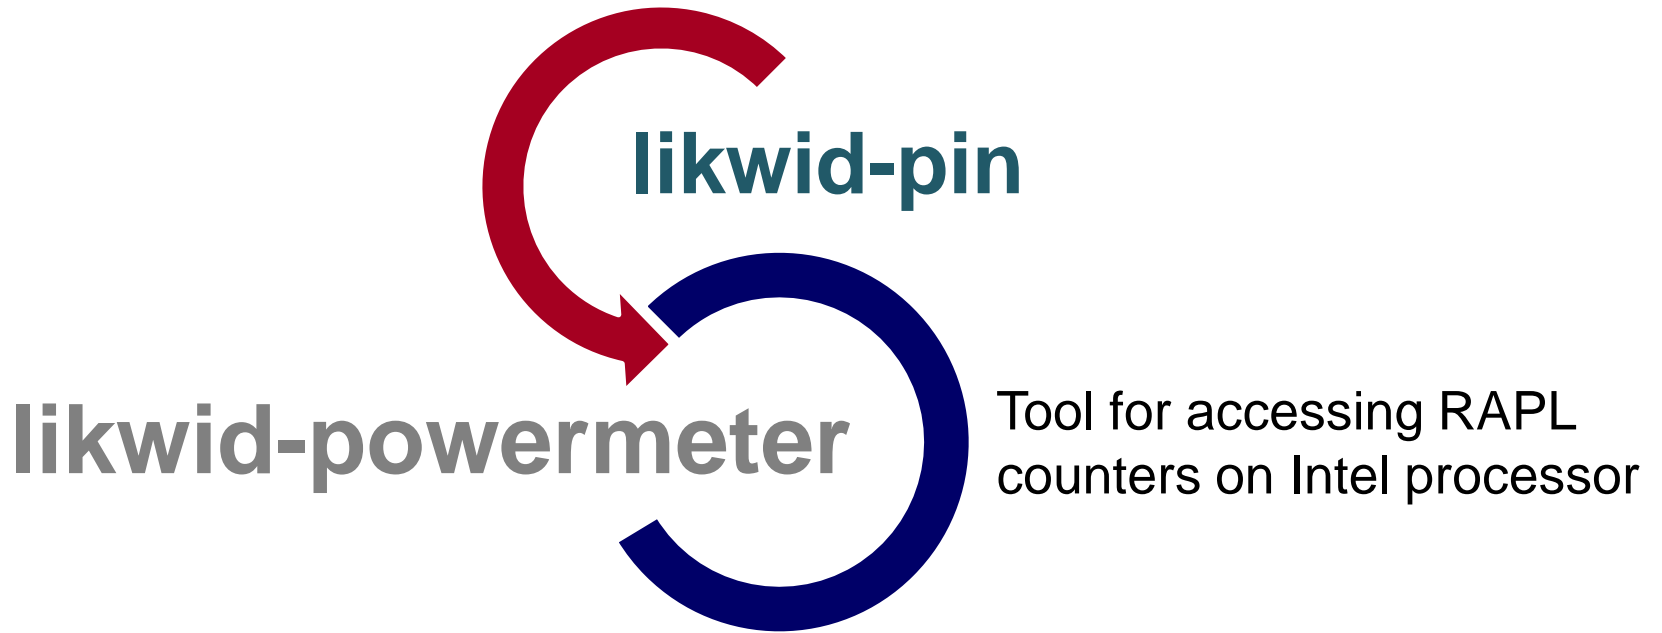 likwid-pin
likwid-powermeter
Tool for accessing RAPL
counters on Intel processor